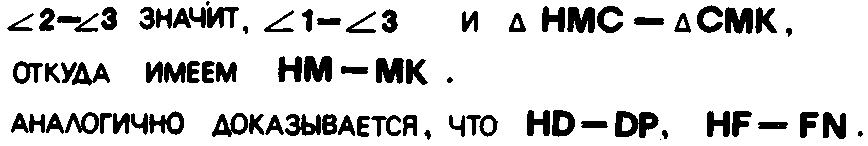 ∠2—∠3 ЗНАЧИТ, ∠1—∠3 И △ НМС — △СМК,
ОТКУДА ИМЕЕМ НМ — МК .
АНАЛОГИЧНО ДОКАЗЫВАЕТСЯ, ЧТО HD—DP, HF— FN .